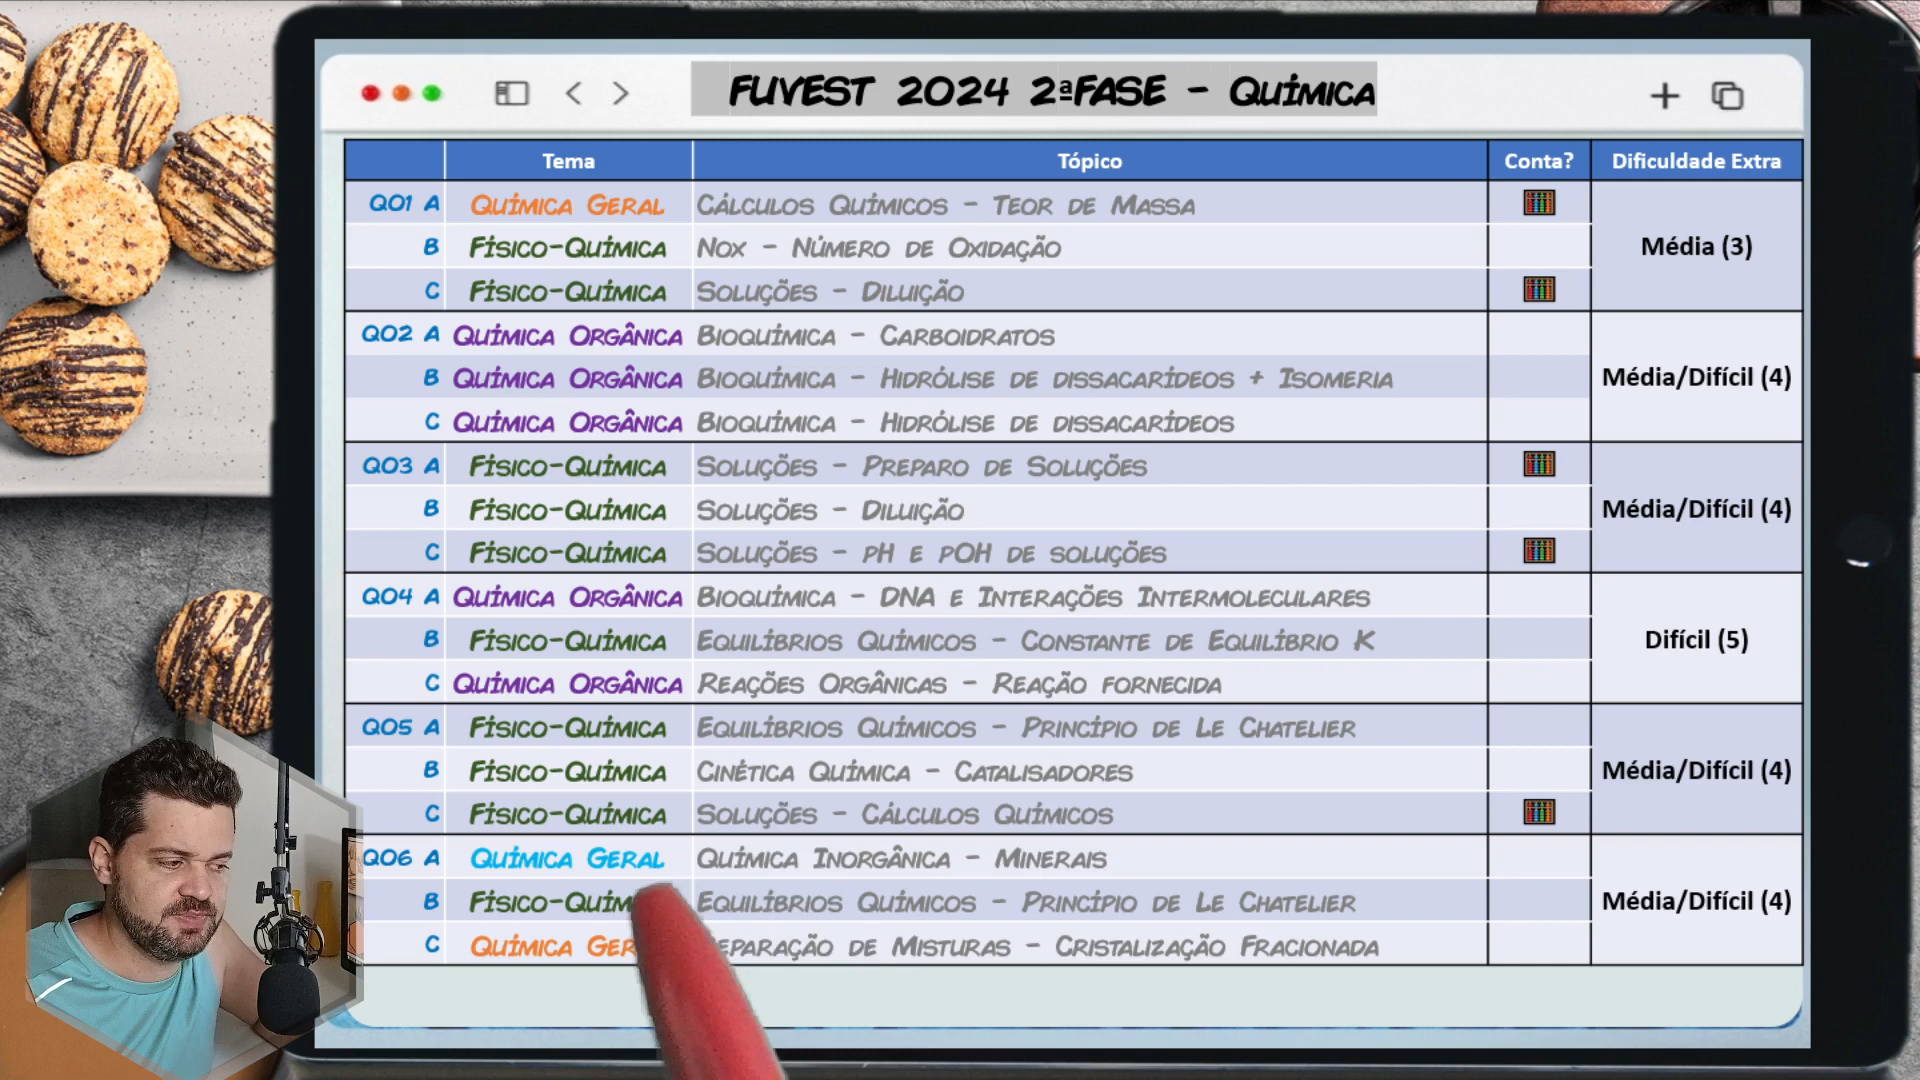 FUVEST 2024 2ªFASE - QUÍMICA
Tema Tópico Conta? Dificuldade Extra
Q01 A QUÍMICA GERAL CÁLCULOS QUÍMICOS - TEOR DE MASSA
B FÍSICO-QUÍMICA NOX - NÚMERO DE OXIDAÇÃO Média (3)
C FÍSICO-QUÍMICA SOLUÇÕES - DILUIÇÃO
Q02 A QUÍMICA ORGÂNICA BIOQUÍMICA - CARBOIDRATOS
B QUÍMICA ORGÂNICA BIOQUÍMICA - HIDRÓLISE DE DISSACARÍDEOS + ISOMERIA Média/Difícil (4)
C QUÍMICA ORGÂNICA BIOQUÍMICA - HIDRÓLISE DE DISSACARÍDEOS
Q03 A FÍSICO-QUÍMICA SOLUÇÕES - PREPARO DE SOLUÇÕES
B FÍSICO-QUÍMICA SOLUÇÕES - DILUIÇÃO Média/Difícil (4)
C FÍSICO-QUÍMICA SOLUÇÕES - PH E POH DE SOLUÇÕES
Q04 A QUÍMICA ORGÂNICA BIOQUÍMICA - DNA E INTERAÇÕES INTERMOLECULARES
B FÍSICO-QUÍMICA EQUILÍBRIOS QUÍMICOS - CONSTANTE DE EQUILÍBRIO K Difícil (5)
C QUÍMICA ORGÂNICA REAÇÕES ORGÂNICAS - REAÇÃO FORNECIDA
Q05 A FÍSICO-QUÍMICA EQUILÍBRIOS QUÍMICOS - PRINCÍPIO DE LE CHATELIER
B FÍSICO-QUÍMICA CINÉTICA QUÍMICA - CATALISADORES Média/Difícil (4)
C FÍSICO-QUÍMICA SOLUÇÕES - CÁLCULOS QUÍMICOS
Q06 A QUÍMICA GERAL QUÍMICA INORGÂNICA - MINERAIS
B FÍSICO-QUÍM EQUILÍBRIOS QUÍMICOS - PRINCÍPIO DE LE CHATELIER Média/Difícil (4)
C QUÍMICA GER EPARAÇÃO DE MISTURAS - CRISTALIZAÇÃO FRACIONADA